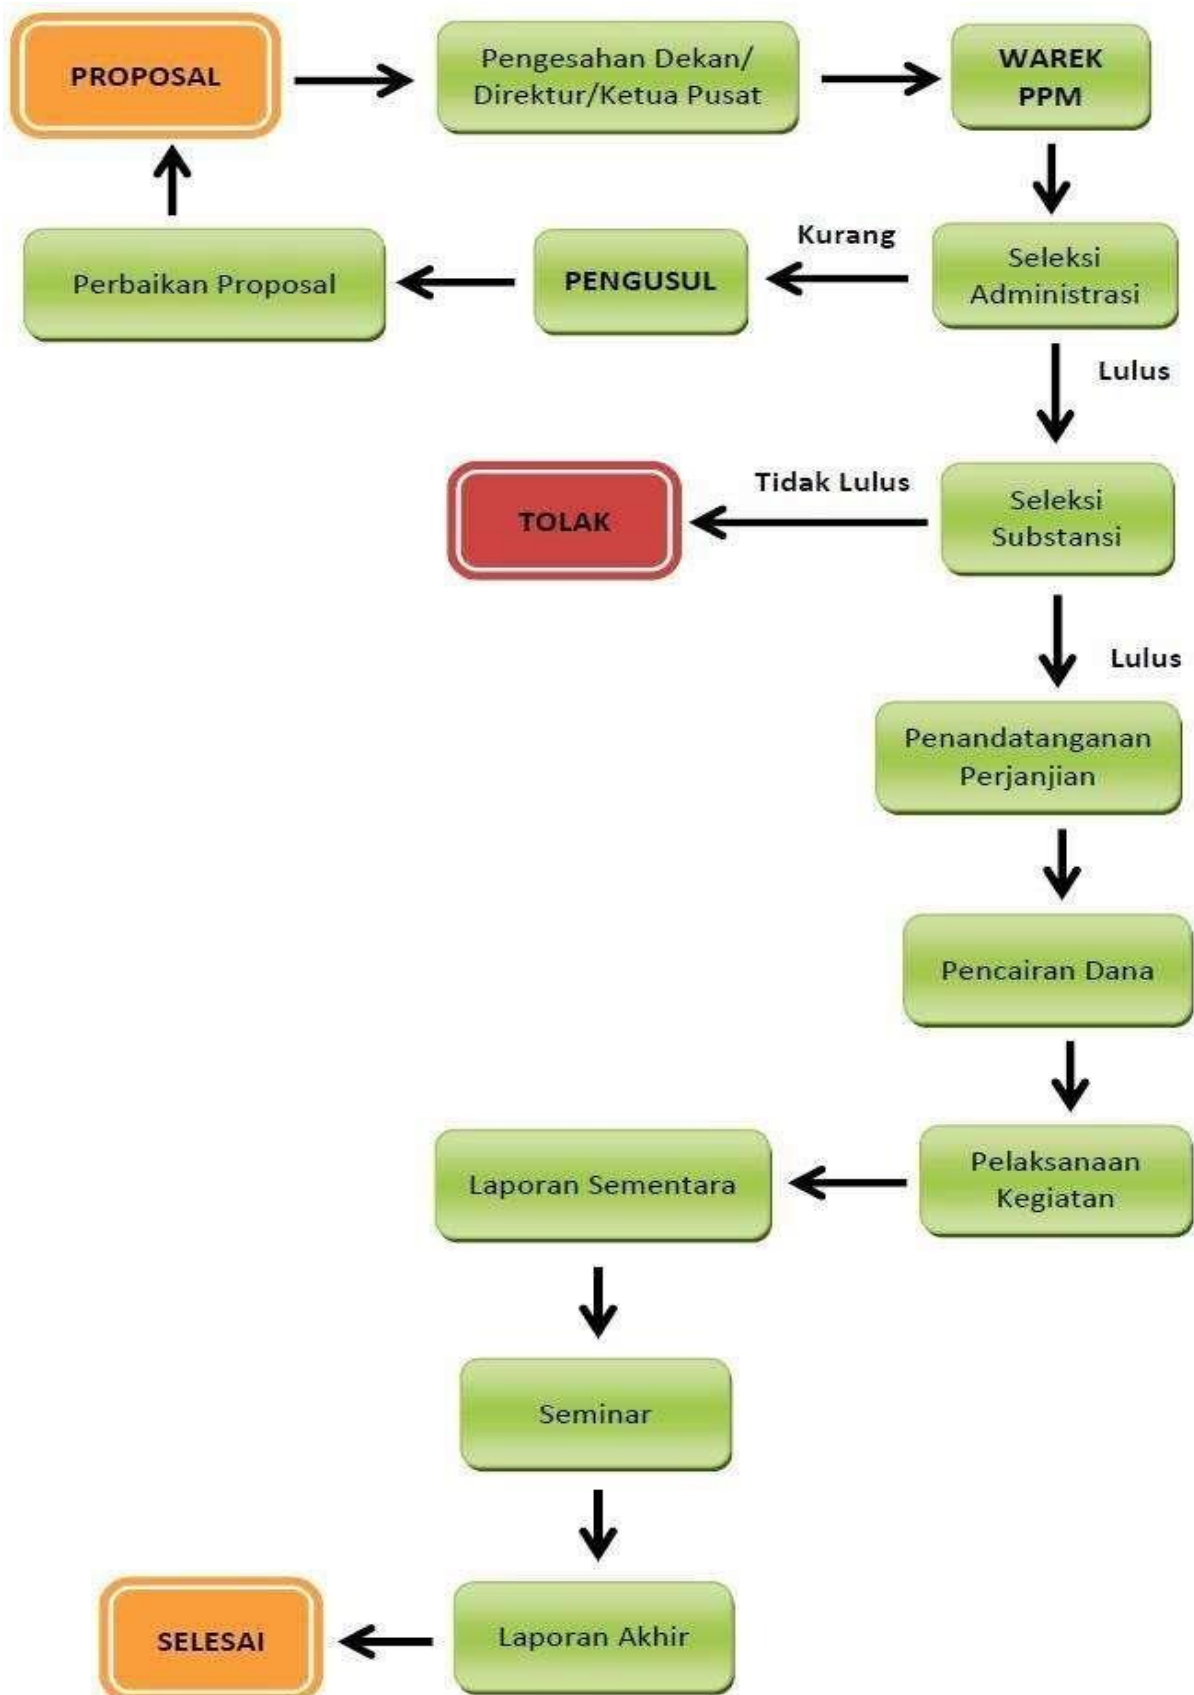 PROPOSAL
Pengesahan Dekan/
Direktur/Ketua Pusat
WAREK
PPM
Kurang
Seleksi
Administrasi
PENGUSUL
Perbaikan Proposal
Lulus
Tidak Lulus
Seleksi
Substansi
TOLAK
Lulus
Penandatanganan
Perjanjian
Pencairan Dana
Pelaksanaan
Kegiatan
Laporan Sementara
Seminar
Laporan Akhir
SELESAI